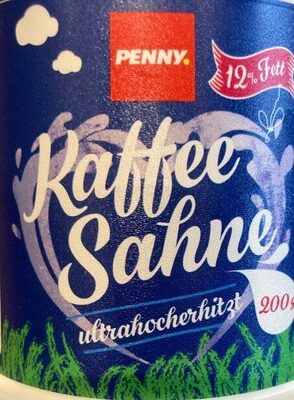 PENNY.
12% Fett
Kaffee
Sahne
ultrahocherhitzt
200g